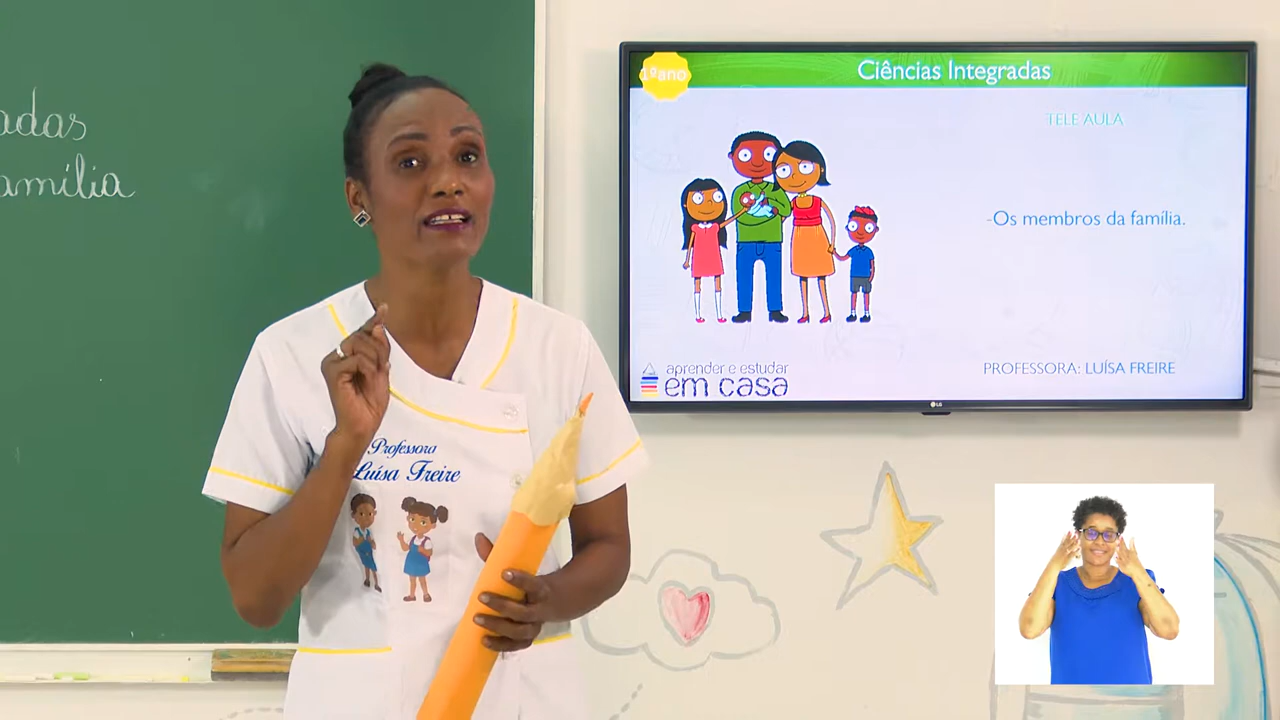 adas
amília
1ºano
Ciências Integradas
TELE AULA
-Os membros da família.
aprender e estudar
em casa
PROFESSORA: LUÍSA FREIRE
LG
Professora
Luísa Freire